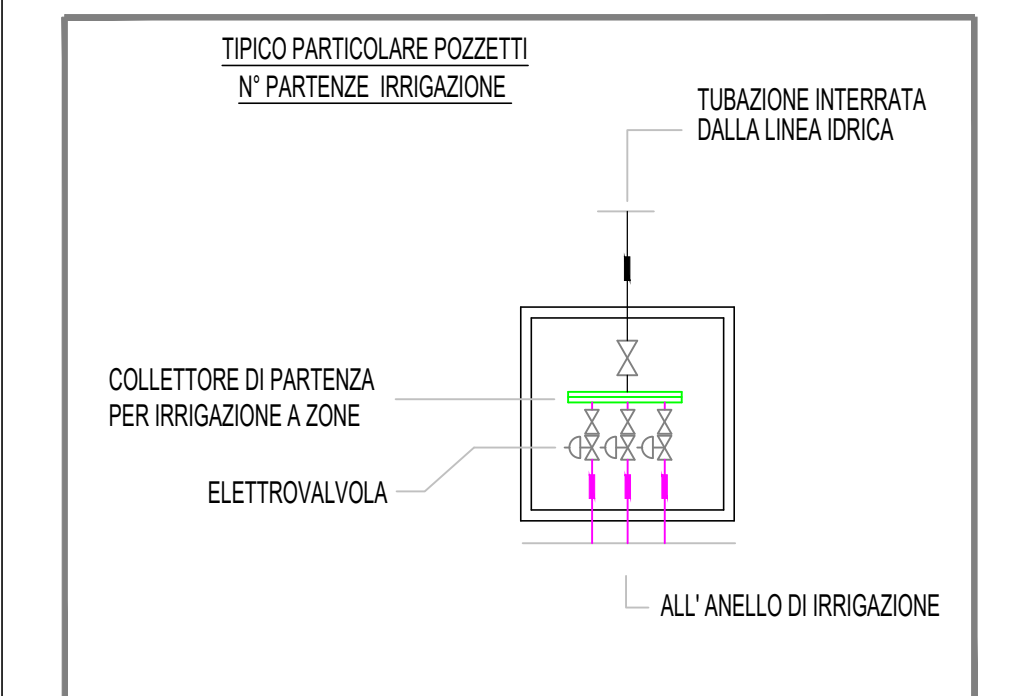 TIPICO PARTICOLARE POZZETTI
N° PARTENZE IRRIGAZIONE
TUBAZIONE INTERRATA
DALLA LINEA IDRICA
COLLETTORE DI PARTENZA
PER IRRIGAZIONE A ZONE
ELETTROVALVOLA
ALL' ANELLO DI IRRIGAZIONE